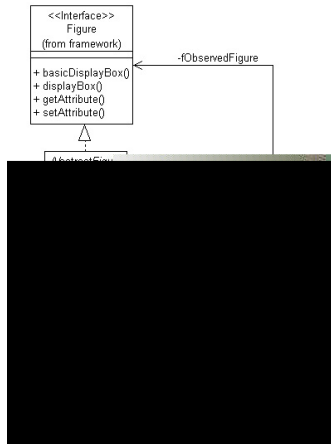 <<Interface>>
Figure
(from framework)
-fObservedFigure
+ basicDisplayBox()
+ displayBox()
+ getAttribute()
+ setAttribute()